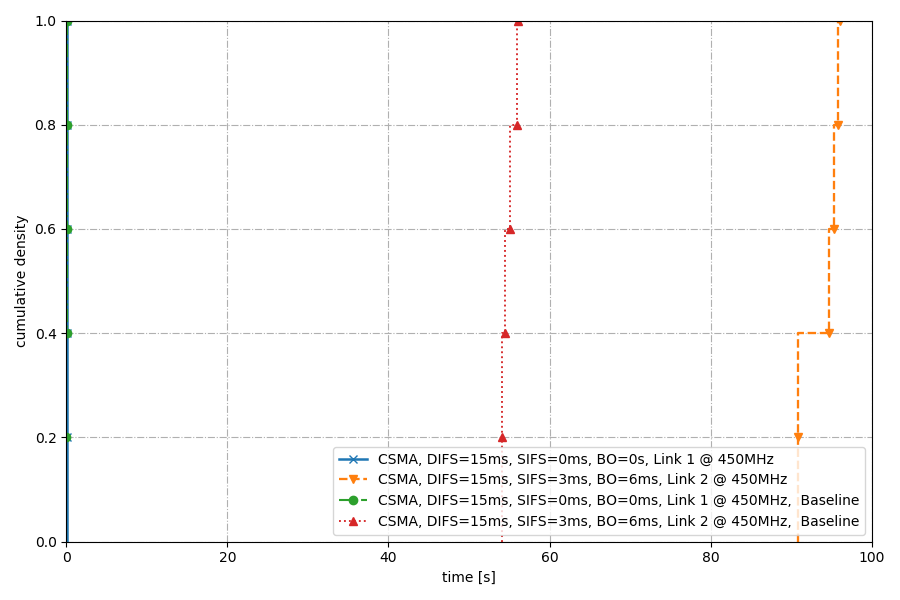 1.0
0.8
0.6
0.4
0.2
0.0
cumulative density
0 20 40 60 80 100
time [s]
CSMA, DIFS=15ms, SIFS=0ms, BO=0s, Link 1 @ 450MHz
CSMA, DIFS=15ms, SIFS=3ms, BO=6ms, Link 2 @ 450MHz
CSMA, DIFS=15ms, SIFS=0ms, BO=0ms, Link 1 @ 450MHz,  Baseline
CSMA, DIFS=15ms, SIFS=3ms, BO=6ms, Link 2 @ 450MHz,  Baseline